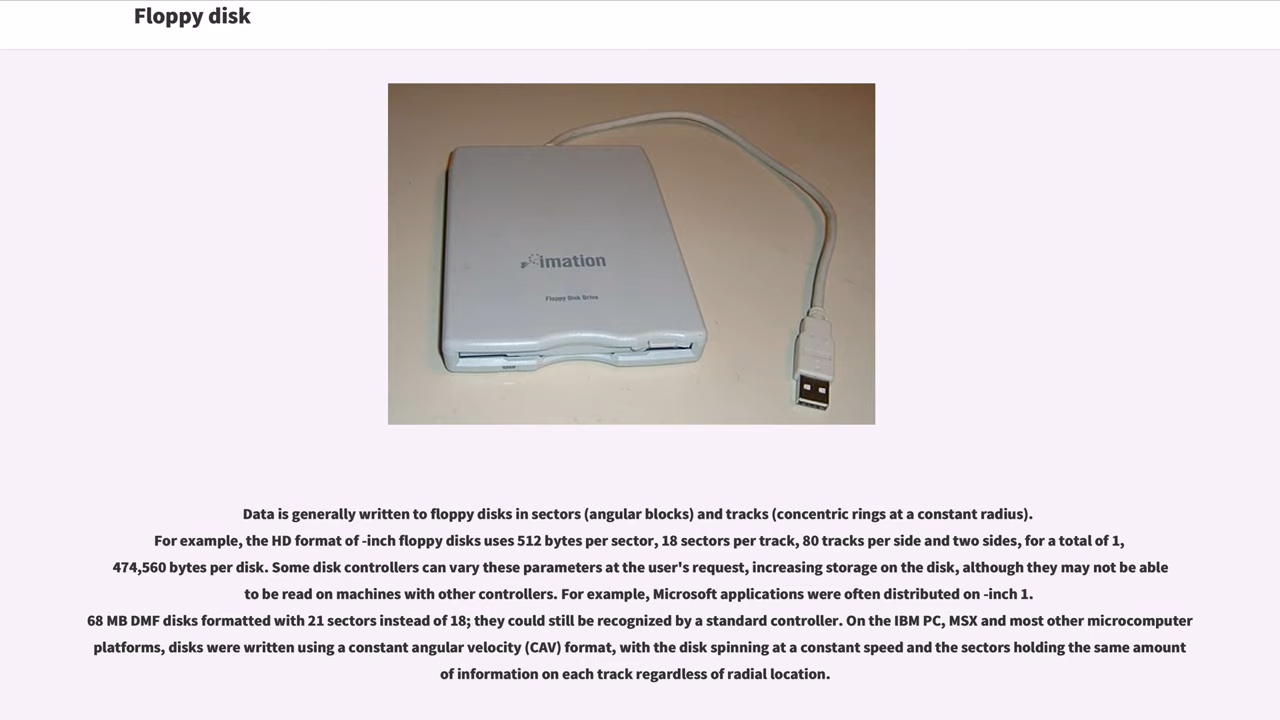 Floppy disk
imation
Floppy Disk Drive
Data is generally written to floppy disks in sectors (angular blocks) and tracks (concentric rings at a constant radius).
For example, the HD format of -inch floppy disks uses 512 bytes per sector, 18 sectors per track, 80 tracks per side and two sides, for a total of 1,
474,560 bytes per disk. Some disk controllers can vary these parameters at the user's request, increasing storage on the disk, although they may not be able
to be read on machines with other controllers. For example, Microsoft applications were often distributed on -inch 1.
68 MB DMF disks formatted with 21 sectors instead of 18; they could still be recognized by a standard controller. On the IBM PC, MSX and most other microcomputer
platforms, disks were written using a constant angular velocity (CAV) format, with the disk spinning at a constant speed and the sectors holding the same amount
of information on each track regardless of radial location.